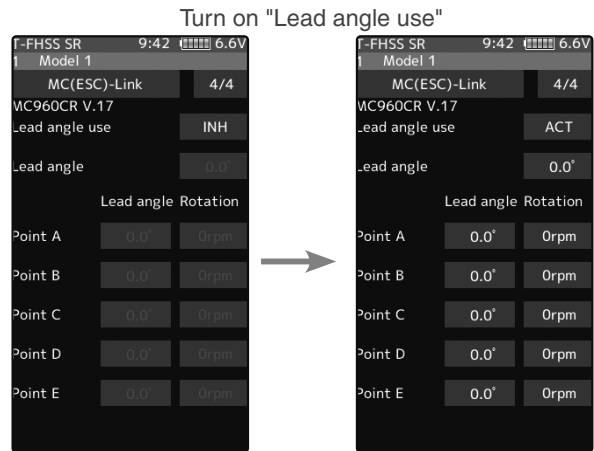 Turn on "Lead angle use"
T-FHSS SR 9:42 6.6V
1 Model 1
MC(ESC)-Link 4/4
MC960CR V.17
Lead angle use INH
Lead angle 0.0°
Lead angle Rotation
Point A 0.0° 0rpm
Point B 0.0° 0rpm
Point C 0.0° 0rpm
Point D 0.0° 0rpm
Point E 0.0° 0rpm
T-FHSS SR 9:42 6.6V
1 Model 1
MC(ESC)-Link 4/4
MC960CR V.17
Lead angle use ACT
Lead angle 0.0°
Lead angle Rotation
Point A 0.0° 0rpm
Point B 0.0° 0rpm
Point C 0.0° 0rpm
Point D 0.0° 0rpm
Point E 0.0° 0rpm